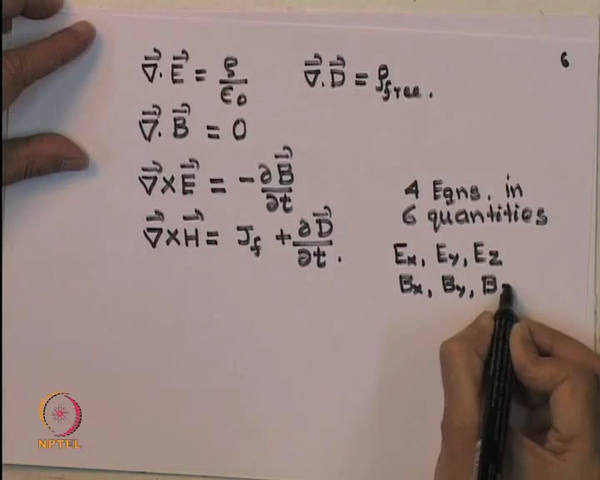 6
∇⃗. E⃗ = ρ/ε₀   ∇⃗. D⃗ = ρfree.
∇⃗. B⃗ = 0
∇⃗×E⃗ = -∂B⃗/∂t
∇⃗×H⃗ = Jf + ∂D⃗/∂t.
4 Eqns. in
6 quantities
Ex, Ey, Ez
Bx, By, B
NPTEL